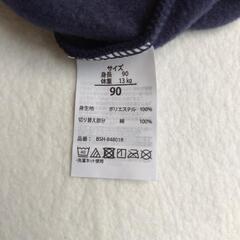 サイズ
身長 90
体重 13 kg
90
身生地 ポリエステル 100%
切り替え部分 綿 100%
品番: BSH-848018
・洗濯ネット使用